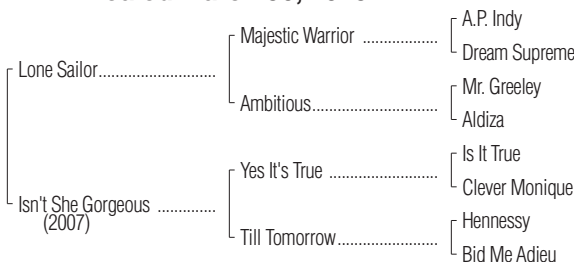 A.P. Indy
Majestic Warrior ..................
Dream Supreme
Lone Sailor............................
Mr. Greeley
Ambitious..............................
Aldiza
Is It True
Yes It's True ..........................
Clever Monique
Isn't She Gorgeous ..............
(2007)
Hennessy
Till Tomorrow........................
Bid Me Adieu